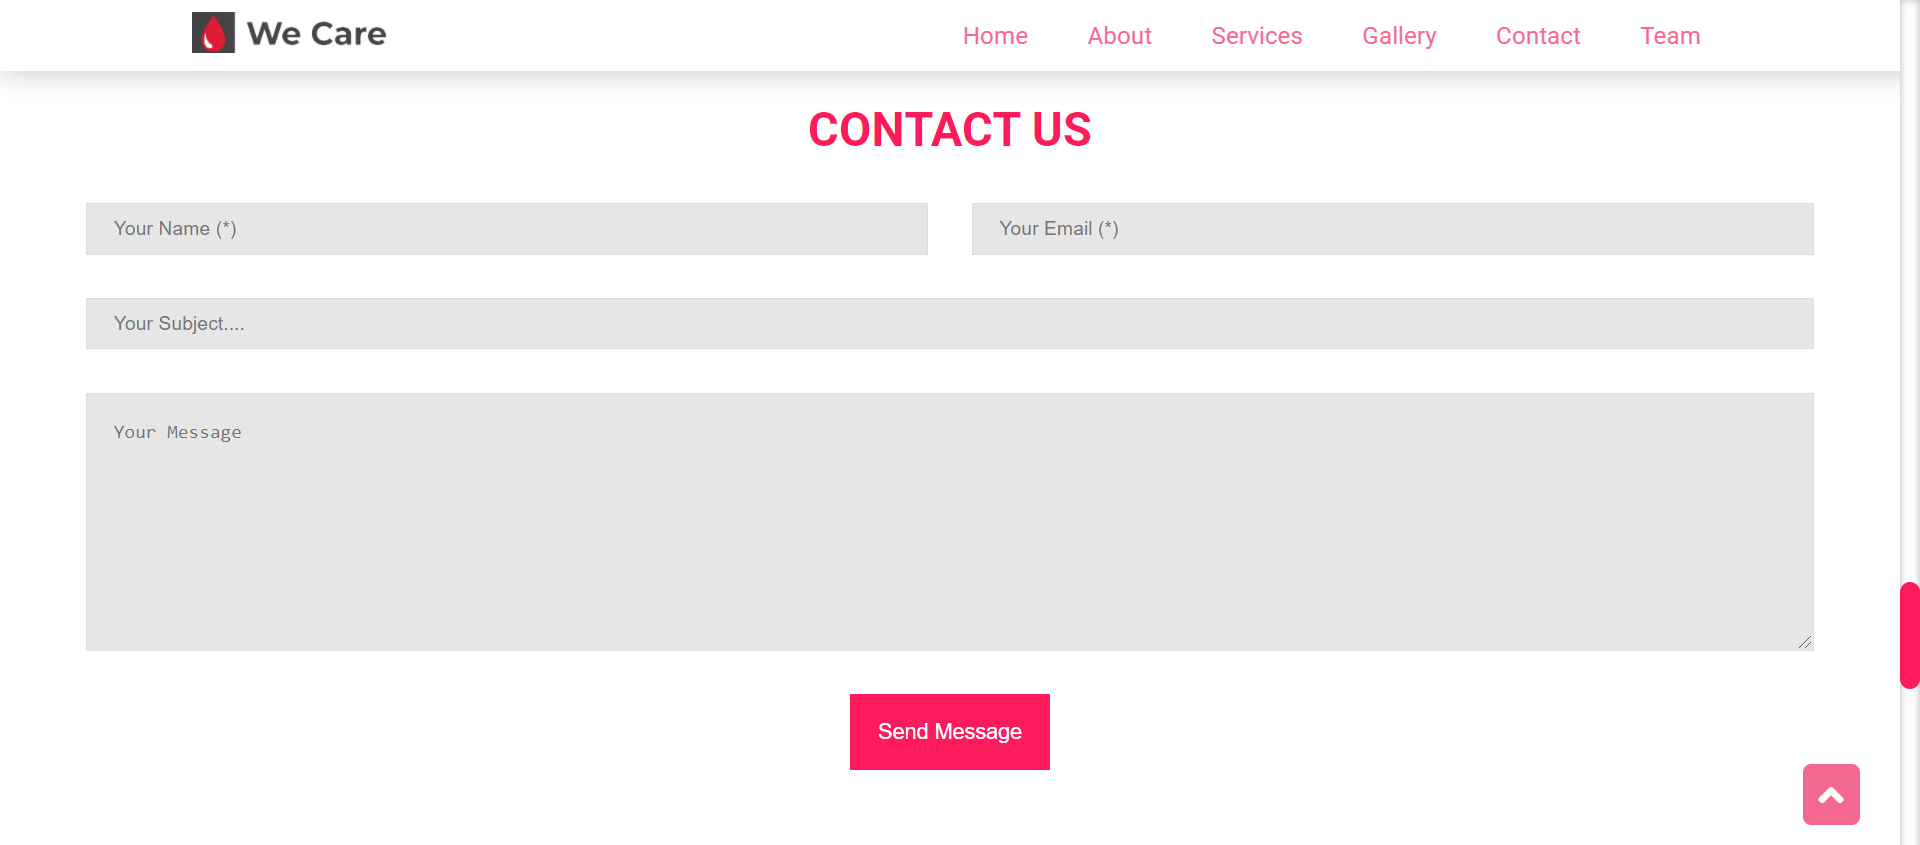 We Care
Home About Services Gallery Contact Team
CONTACT US
Your Name (*) Your Email (*)
Your Subject....
Your Message
Send Message